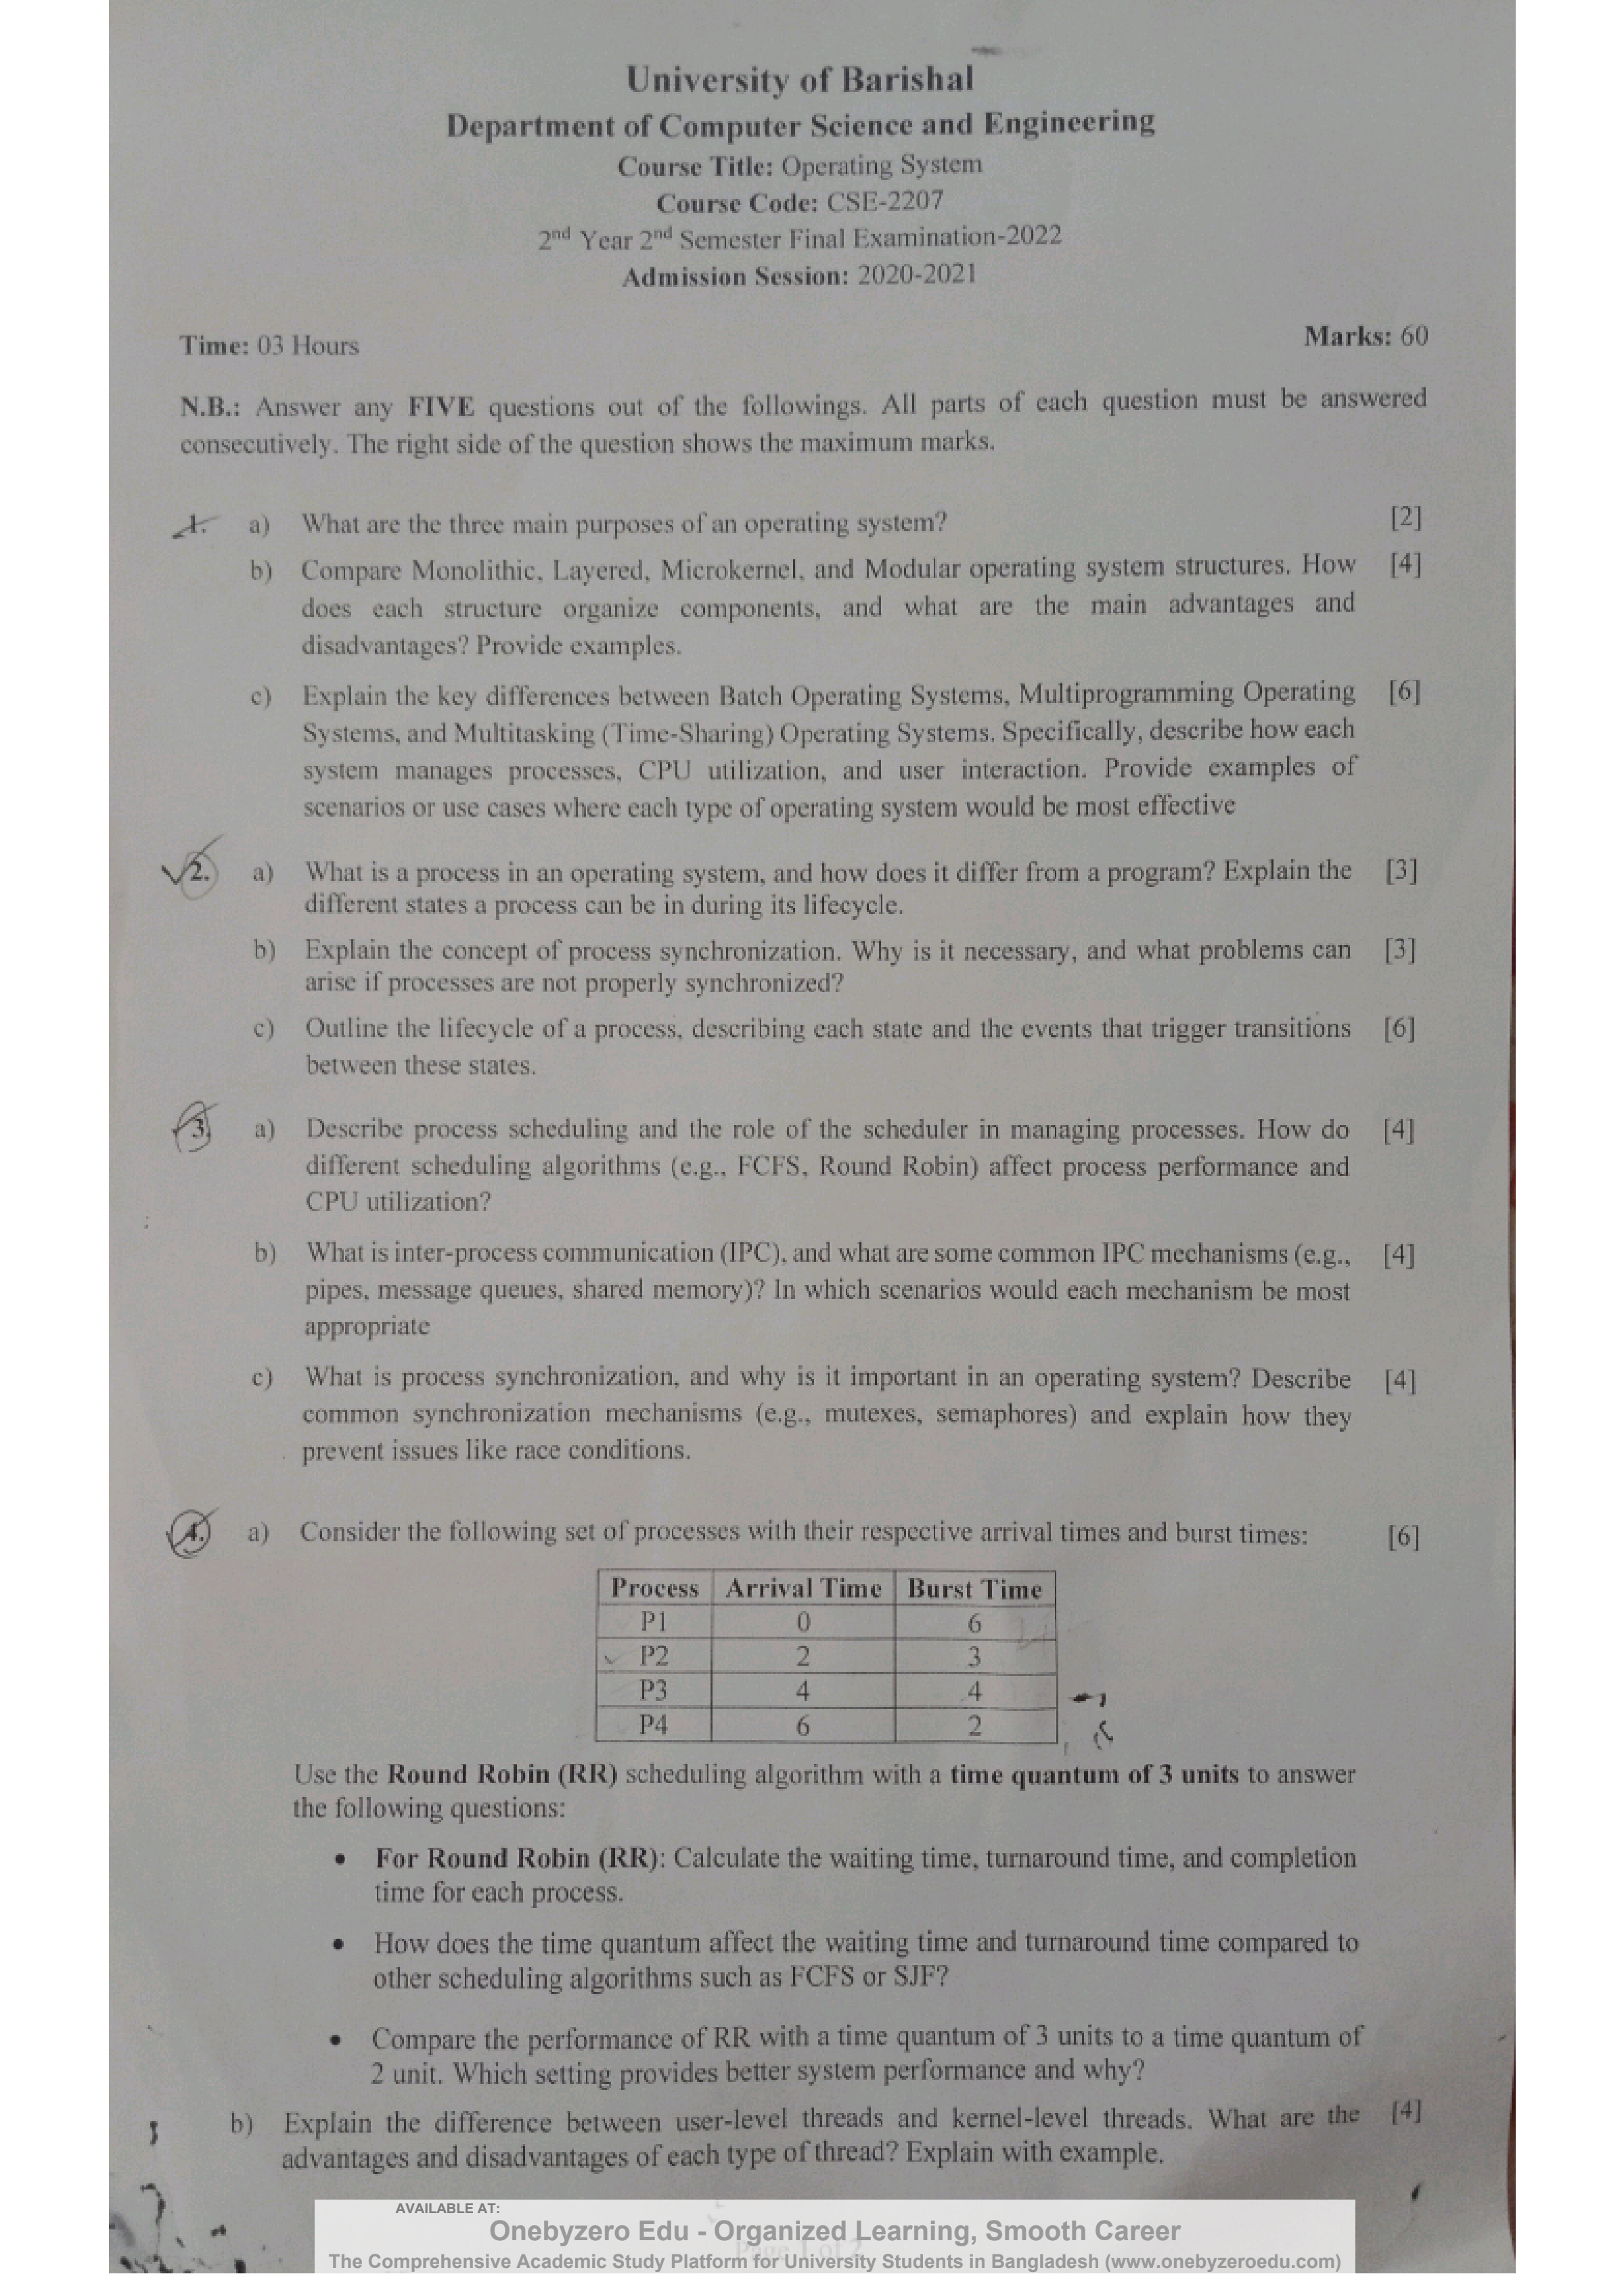 University of Barishal
Department of Computer Science and Engineering
Course Title: Operating System
Course Code: CSE-2207
2nd Year 2nd Semester Final Examination-2022
Admission Session: 2020-2021
Time: 03 Hours Marks: 60
N.B.: Answer any FIVE questions out of the followings. All parts of each question must be answered
consecutively. The right side of the question shows the maximum marks.
1. a) What are the three main purposes of an operating system? [2]
b) Compare Monolithic, Layered, Microkernel, and Modular operating system structures. How [4]
does each structure organize components, and what are the main advantages and
disadvantages? Provide examples.
c) Explain the key differences between Batch Operating Systems, Multiprogramming Operating [6]
Systems, and Multitasking (Time-Sharing) Operating Systems. Specifically, describe how each
system manages processes, CPU utilization, and user interaction. Provide examples of
scenarios or use cases where each type of operating system would be most effective
2. a) What is a process in an operating system, and how does it differ from a program? Explain the [3]
different states a process can be in during its lifecycle.
b) Explain the concept of process synchronization. Why is it necessary, and what problems can [3]
arise if processes are not properly synchronized?
c) Outline the lifecycle of a process, describing each state and the events that trigger transitions [6]
between these states.
3. a) Describe process scheduling and the role of the scheduler in managing processes. How do [4]
different scheduling algorithms (e.g., FCFS, Round Robin) affect process performance and
CPU utilization?
b) What is inter-process communication (IPC), and what are some common IPC mechanisms (e.g., [4]
pipes, message queues, shared memory)? In which scenarios would each mechanism be most
appropriate
c) What is process synchronization, and why is it important in an operating system? Describe [4]
common synchronization mechanisms (e.g., mutexes, semaphores) and explain how they
prevent issues like race conditions.
4. a) Consider the following set of processes with their respective arrival times and burst times: [6]
Process Arrival Time Burst Time
P1 0 6
P2 2 3
P3 4 4
P4 6 2
Use the Round Robin (RR) scheduling algorithm with a time quantum of 3 units to answer
the following questions:
• For Round Robin (RR): Calculate the waiting time, turnaround time, and completion
time for each process.
• How does the time quantum affect the waiting time and turnaround time compared to
other scheduling algorithms such as FCFS or SJF?
• Compare the performance of RR with a time quantum of 3 units to a time quantum of
2 unit. Which setting provides better system performance and why?
b) Explain the difference between user-level threads and kernel-level threads. What are the [4]
advantages and disadvantages of each type of thread? Explain with example.
AVAILABLE AT:
Onebyzero Edu - Organized Learning, Smooth Career
The Comprehensive Academic Study Platform for University Students in Bangladesh (www.onebyzeroedu.com)